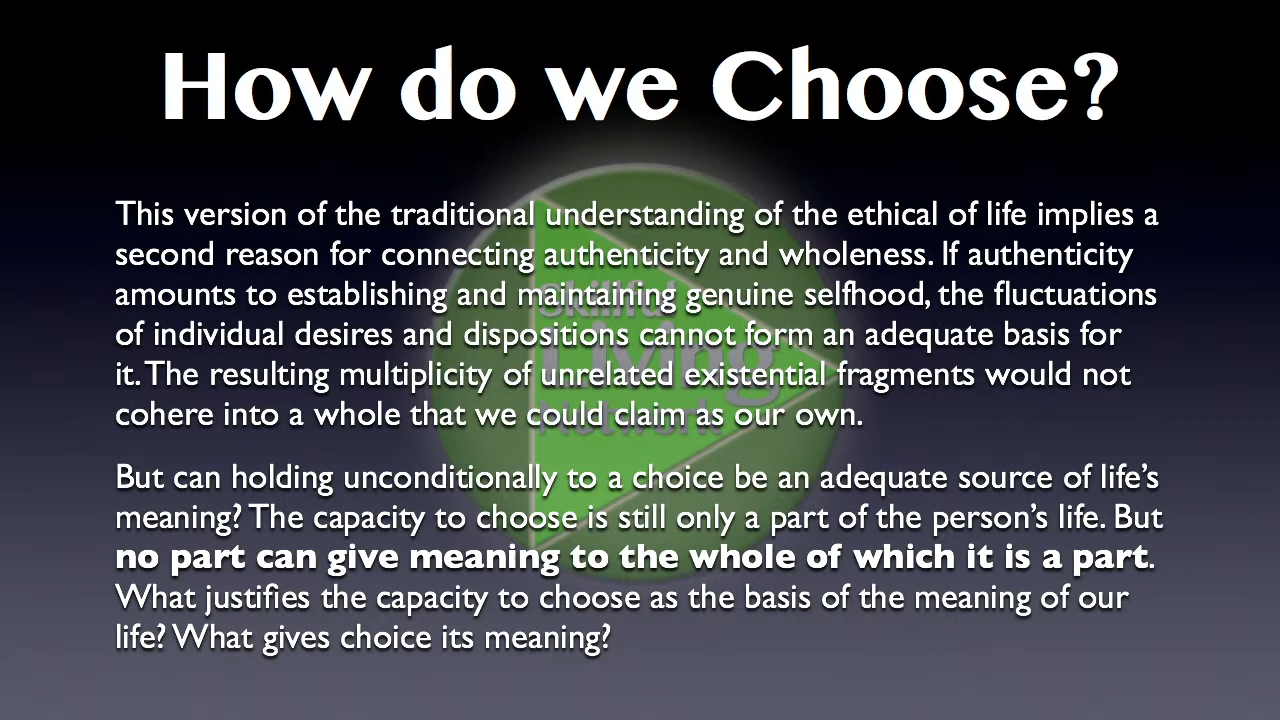 How do we Choose?
This version of the traditional understanding of the ethical of life implies a
second reason for connecting authenticity and wholeness. If authenticity
amounts to establishing and maintaining genuine selfhood, the fluctuations
of individual desires and dispositions cannot form an adequate basis for
it. The resulting multiplicity of unrelated existential fragments would not
cohere into a whole that we could claim as our own.
But can holding unconditionally to a choice be an adequate source of life’s
meaning? The capacity to choose is still only a part of the person’s life. But
no part can give meaning to the whole of which it is a part.
What justifies the capacity to choose as the basis of the meaning of our
life? What gives choice its meaning?
Skillful
Living
Network